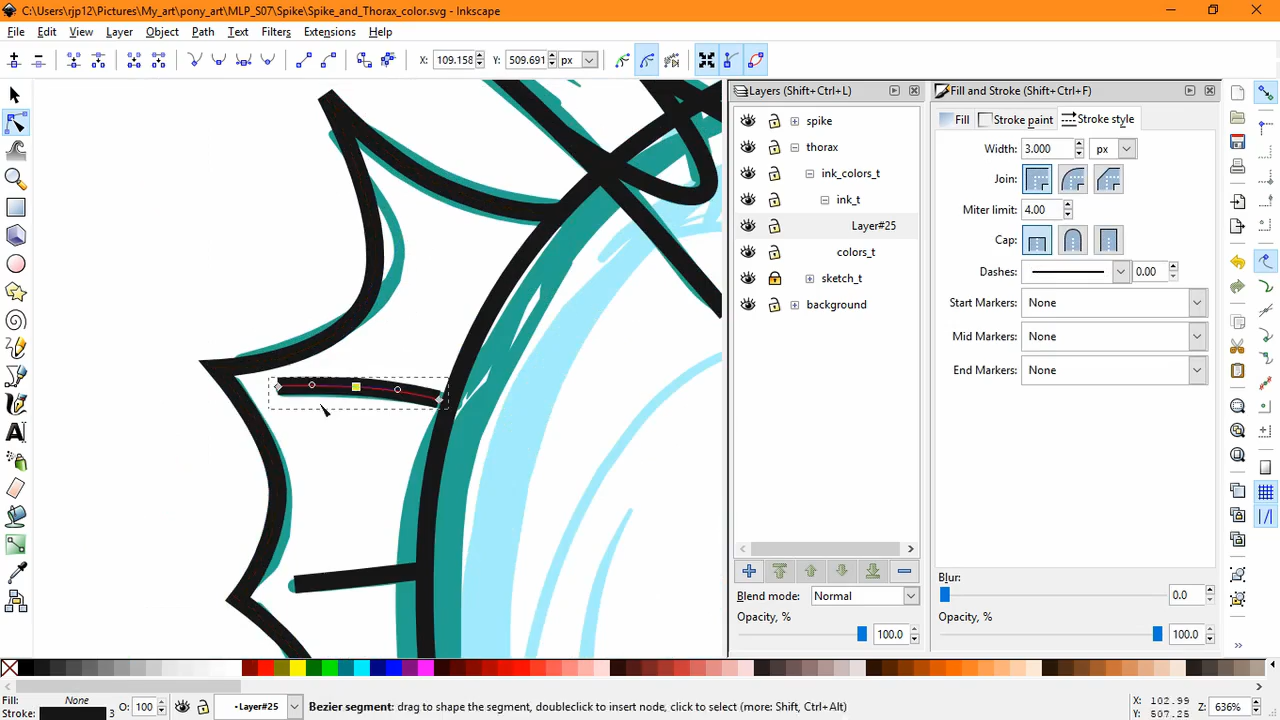 C:\Users\rjp12\Pictures\My_art\pony_art\MLP_S07\Spike\Spike_and_Thorax_color.svg - Inkscape
File Edit View Layer Object Path Text Filters Extensions Help
X: 109.158 Y: 509.691 px
Layers (Shift+Ctrl+L)
spike
thorax
ink_colors_t
ink_t
Layer#25
colors_t
sketch_t
background
Blend mode: Normal
Opacity, %
100.0
Fill and Stroke (Shift+Ctrl+F)
Fill Stroke paint Stroke style
Width: 3.000 px
Join:
Miter limit: 4.00
Cap:
Dashes: 0.00
Start Markers: None
Mid Markers: None
End Markers: None
Blur:
0.0
Opacity, %
100.0
Fill: None
Stroke: 3
O: 100
•Layer#25
Bezier segment: drag to shape the segment, doubleclick to insert node, click to select (more: Shift, Ctrl+Alt)
X: 102.99
Y: 507.25
Z: 636%